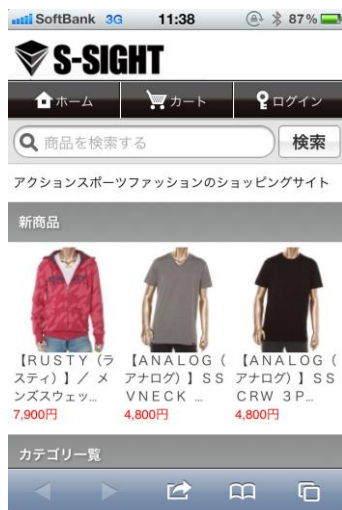 SoftBank 3G 11:38 87%
S-SIGHT
ホーム カート ログイン
商品を検索する 検索
アクションスポーツファッションのショッピングサイト
新商品
【RUSTY(ラスティ)】／ メンズスウェッ...
7,900円
【ANALOG(アナログ)】SS VNECK ...
4,800円
【ANALOG(アナログ)】SS CRW 3P...
4,800円
カテゴリ一覧